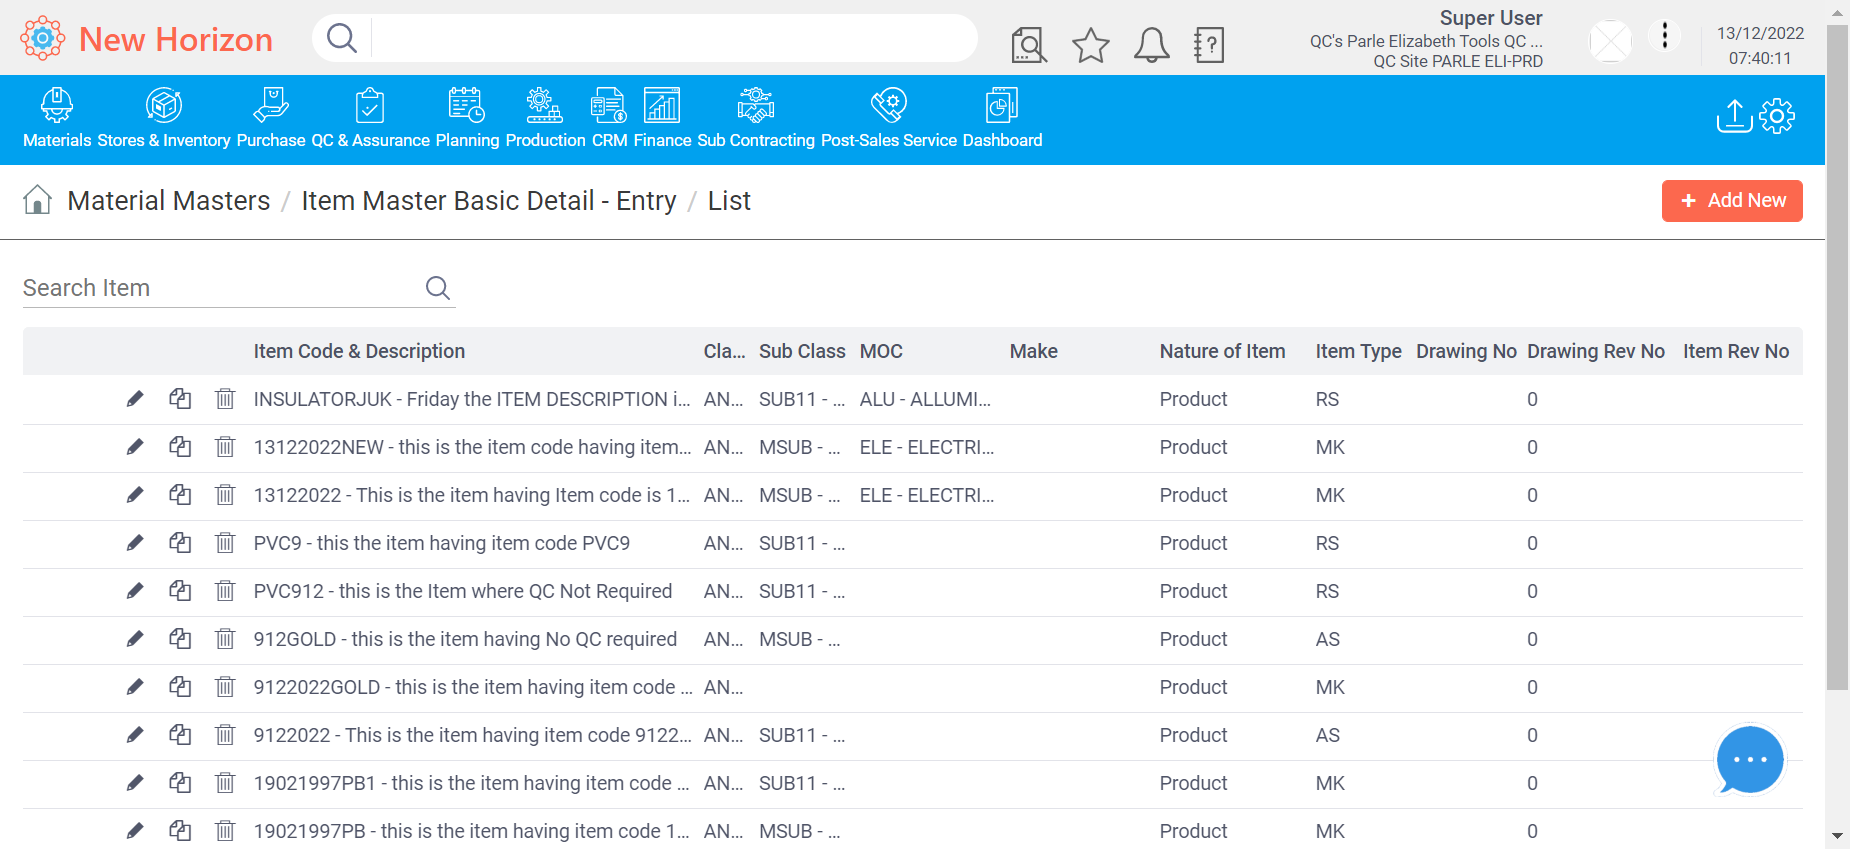 New Horizon
Super User
QC's Parle Elizabeth Tools QC ...
QC Site PARLE ELI-PRD
13/12/2022
07:40:11
Materials Stores & Inventory Purchase QC & Assurance Planning Production CRM Finance Sub Contracting Post-Sales Service Dashboard
Material Masters / Item Master Basic Detail - Entry / List
+ Add New
Search Item
Item Code & Description Cla... Sub Class MOC Make Nature of Item Item Type Drawing No Drawing Rev No Item Rev No
INSULATORJUK - Friday the ITEM DESCRIPTION i... AN... SUB11 - ... ALU - ALLUMI... Product RS 0
13122022NEW - this is the item code having item... AN... MSUB - ... ELE - ELECTRI... Product MK 0
13122022 - This is the item having Item code is 1... AN... MSUB - ... ELE - ELECTRI... Product MK 0
PVC9 - this the item having item code PVC9 AN... SUB11 - ... Product RS 0
PVC912 - this is the Item where QC Not Required AN... SUB11 - ... Product RS 0
912GOLD - this is the item having No QC required AN... MSUB - ... Product AS 0
9122022GOLD - this is the item having item code ... AN... Product MK 0
9122022 - This is the item having item code 9122... AN... SUB11 - ... Product AS 0
19021997PB1 - this is the item having item code ... AN... SUB11 - ... Product MK 0
19021997PB - this is the item having item code 1... AN... MSUB - ... Product MK 0